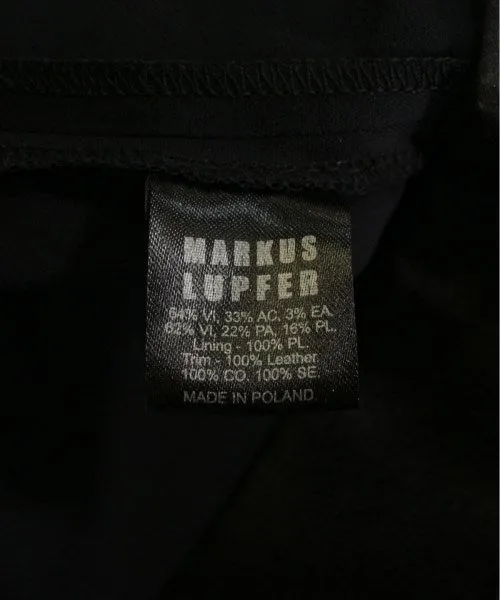 MARKUS
LUPFER
64% VI, 33% AC, 3% EA.
62% VI, 22% PA, 16% PL.
Lining - 100% PL.
Trim - 100% Leather.
100% CO. 100% SE.
MADE IN POLAND.